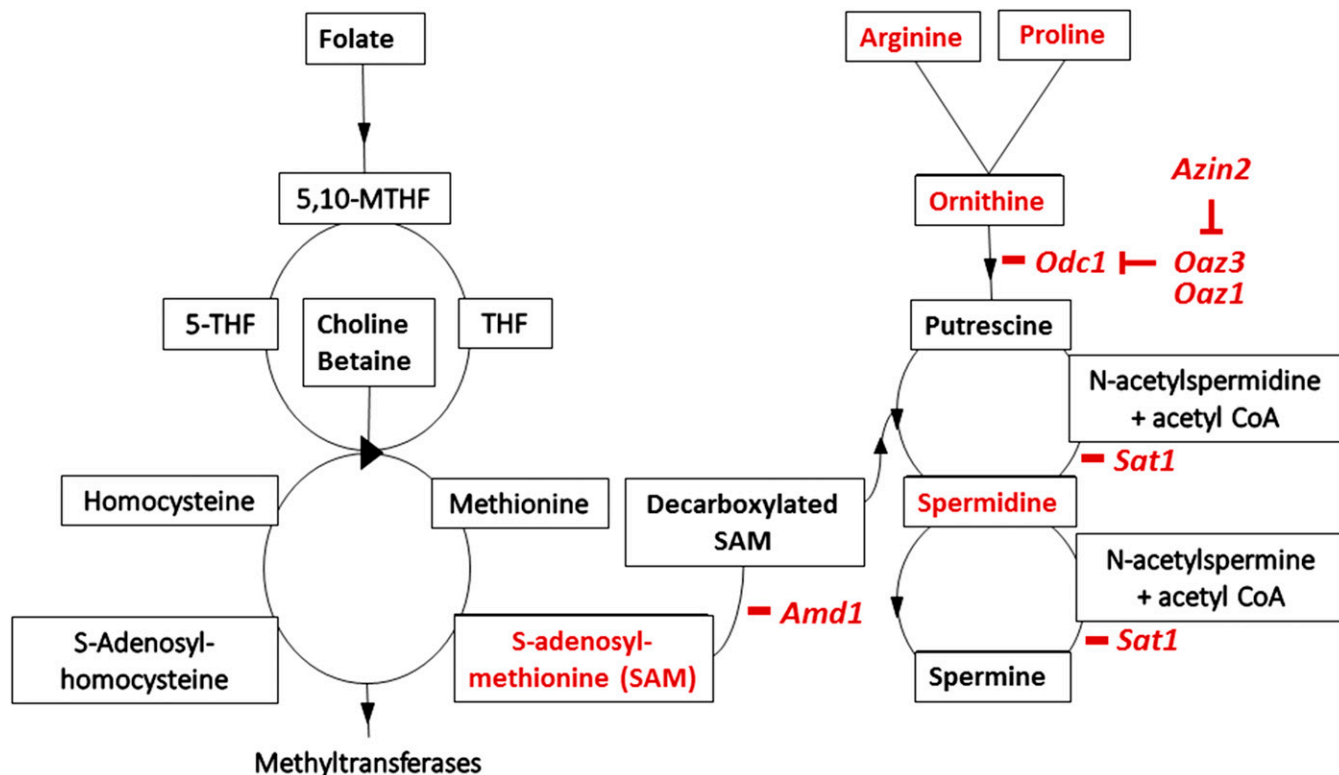 Folate
5,10-MTHF
5-THF
Choline
Betaine
THF
Homocysteine
Methionine
S-Adenosyl-
homocysteine
S-adenosyl-
methionine (SAM)
Methyltransferases
Decarboxylated
SAM
Amd1
Arginine
Proline
Ornithine
Azin2
Odc1
Oaz3
Oaz1
Putrescine
N-acetylspermidine
+ acetyl CoA
Sat1
Spermidine
N-acetylspermine
+ acetyl CoA
Sat1
Spermine